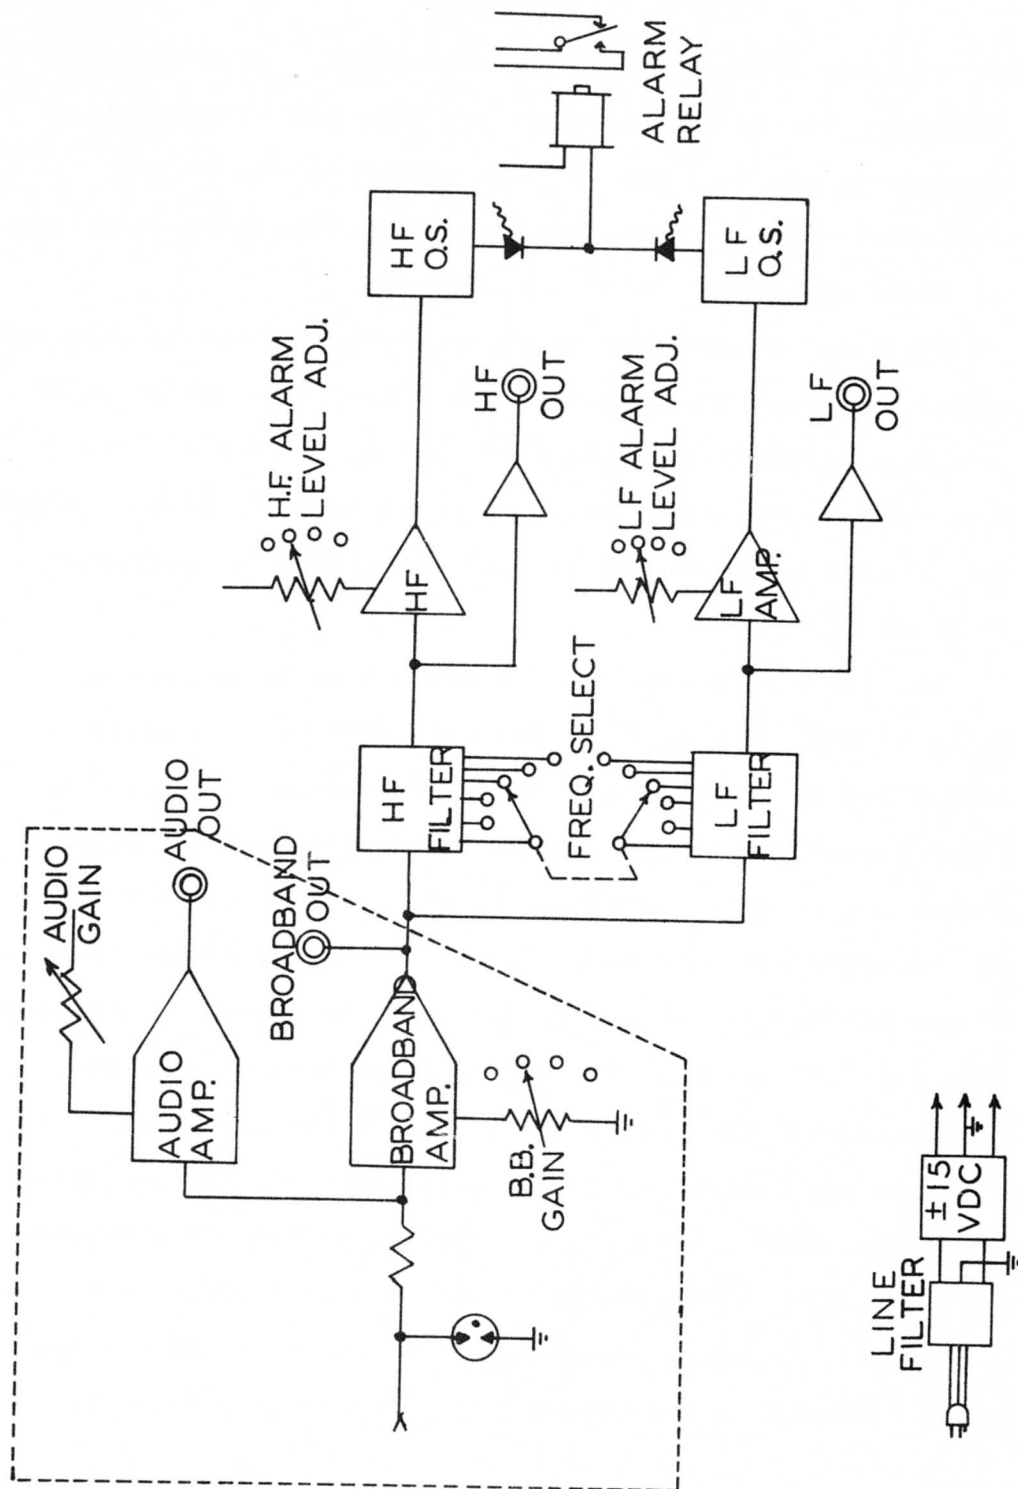 AUDIO
GAIN
AUDIO
AMP.
AUDIO
OUT
BROADBAND
OUT
BROADBAN
AMP.
B.B.
GAIN
HF
FILTER
FREQ. SELECT
LF
FILTER
H.F. ALARM
LEVEL ADJ.
HF
HF
OUT
LF ALARM
LEVEL ADJ.
LF
AMP.
LF
OUT
HF
O.S.
LF
O.S.
ALARM
RELAY
LINE
FILTER
±15
VDC